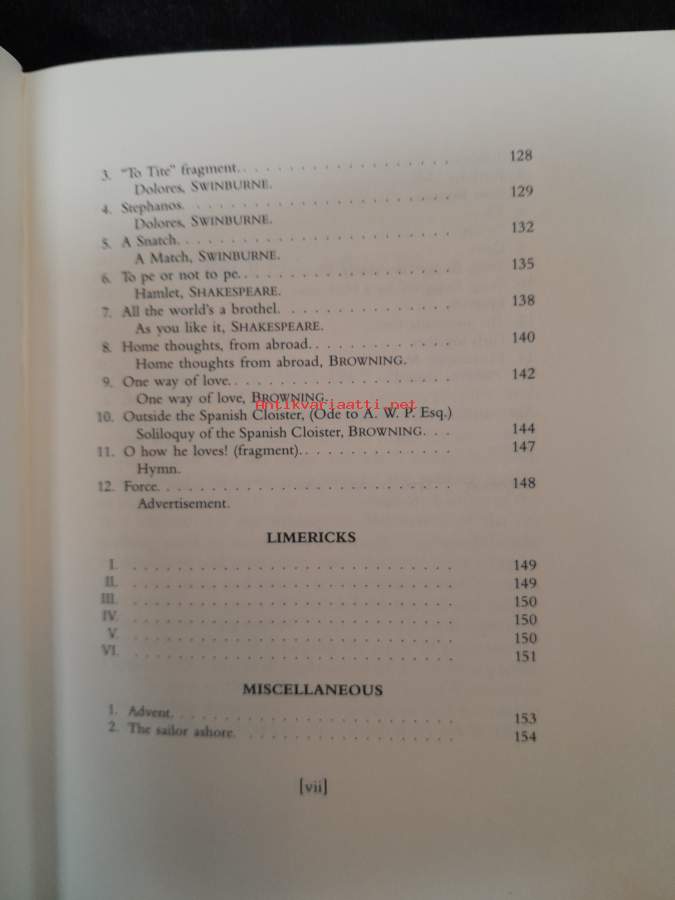 3. "To Tite" fragment. . . . . . . . . . . . . . . . 128
Dolores, SWINBURNE.
4. Stephanos. . . . . . . . . . . . . . . . . . . . 129
Dolores, SWINBURNE.
5. A Snatch. . . . . . . . . . . . . . . . . . . . 132
A Match, SWINBURNE.
6. To pe or not to pe. . . . . . . . . . . . . . . 135
Hamlet, SHAKESPEARE.
7. All the world's a brothel. . . . . . . . . . . . 138
As you like it, SHAKESPEARE.
8. Home thoughts, from abroad. . . . . . . . . . . 140
Home thoughts from abroad, BROWNING.
9. One way of love. . . . . . . . . . . . . . . . . 142
One way of love, BROWNING.
Antikvariaatti.net
10. Outside the Spanish Cloister, (Ode to A. W. P. Esq.)
Soliloquy of the Spanish Cloister, BROWNING. . . . 144
11. O how he loves! (fragment). . . . . . . . . . . 147
Hymn.
12. Force. . . . . . . . . . . . . . . . . . . . . . 148
Advertisement.
LIMERICKS
I. . . . . . . . . . . . . . . . . . . . . . . 149
II. . . . . . . . . . . . . . . . . . . . . . . 149
III. . . . . . . . . . . . . . . . . . . . . . . 150
IV. . . . . . . . . . . . . . . . . . . . . . . 150
V. . . . . . . . . . . . . . . . . . . . . . . 150
VI. . . . . . . . . . . . . . . . . . . . . . . 151
MISCELLANEOUS
1. Advent. . . . . . . . . . . . . . . . . . . . 153
2. The sailor ashore. . . . . . . . . . . . . . . 154
[vii]